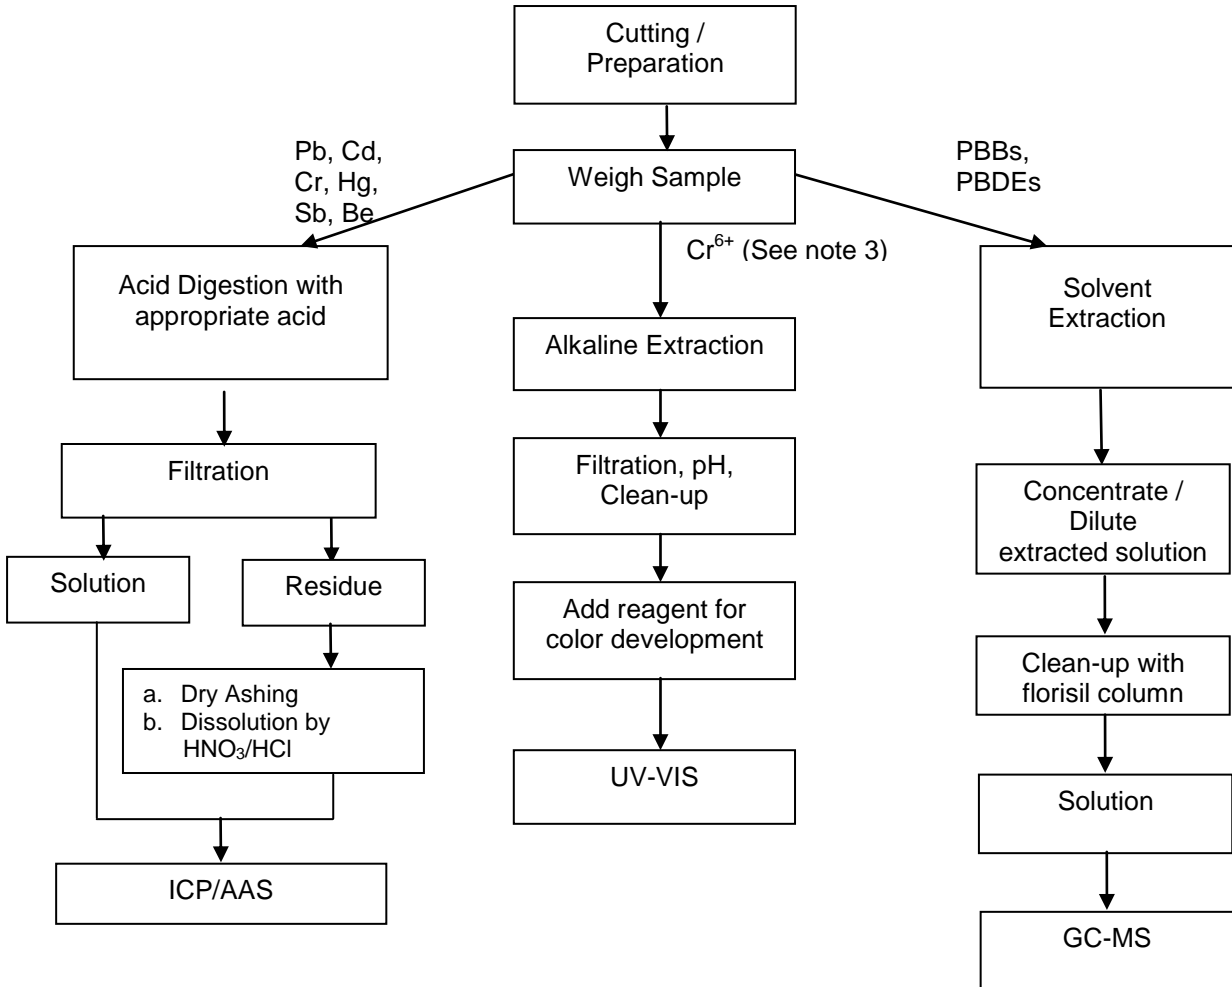 Cutting /
Preparation
Pb, Cd,
Cr, Hg,
Sb, Be
Weigh Sample
PBBs,
PBDEs
Cr⁶⁺ (See note 3)
Acid Digestion with
appropriate acid
Alkaline Extraction
Solvent
Extraction
Filtration
Filtration, pH,
Clean-up
Concentrate /
Dilute
extracted solution
Solution
Residue
Add reagent for
color development
Clean-up with
florisil column
a. Dry Ashing
b. Dissolution by
HNO₃/HCl
UV-VIS
Solution
ICP/AAS
GC-MS